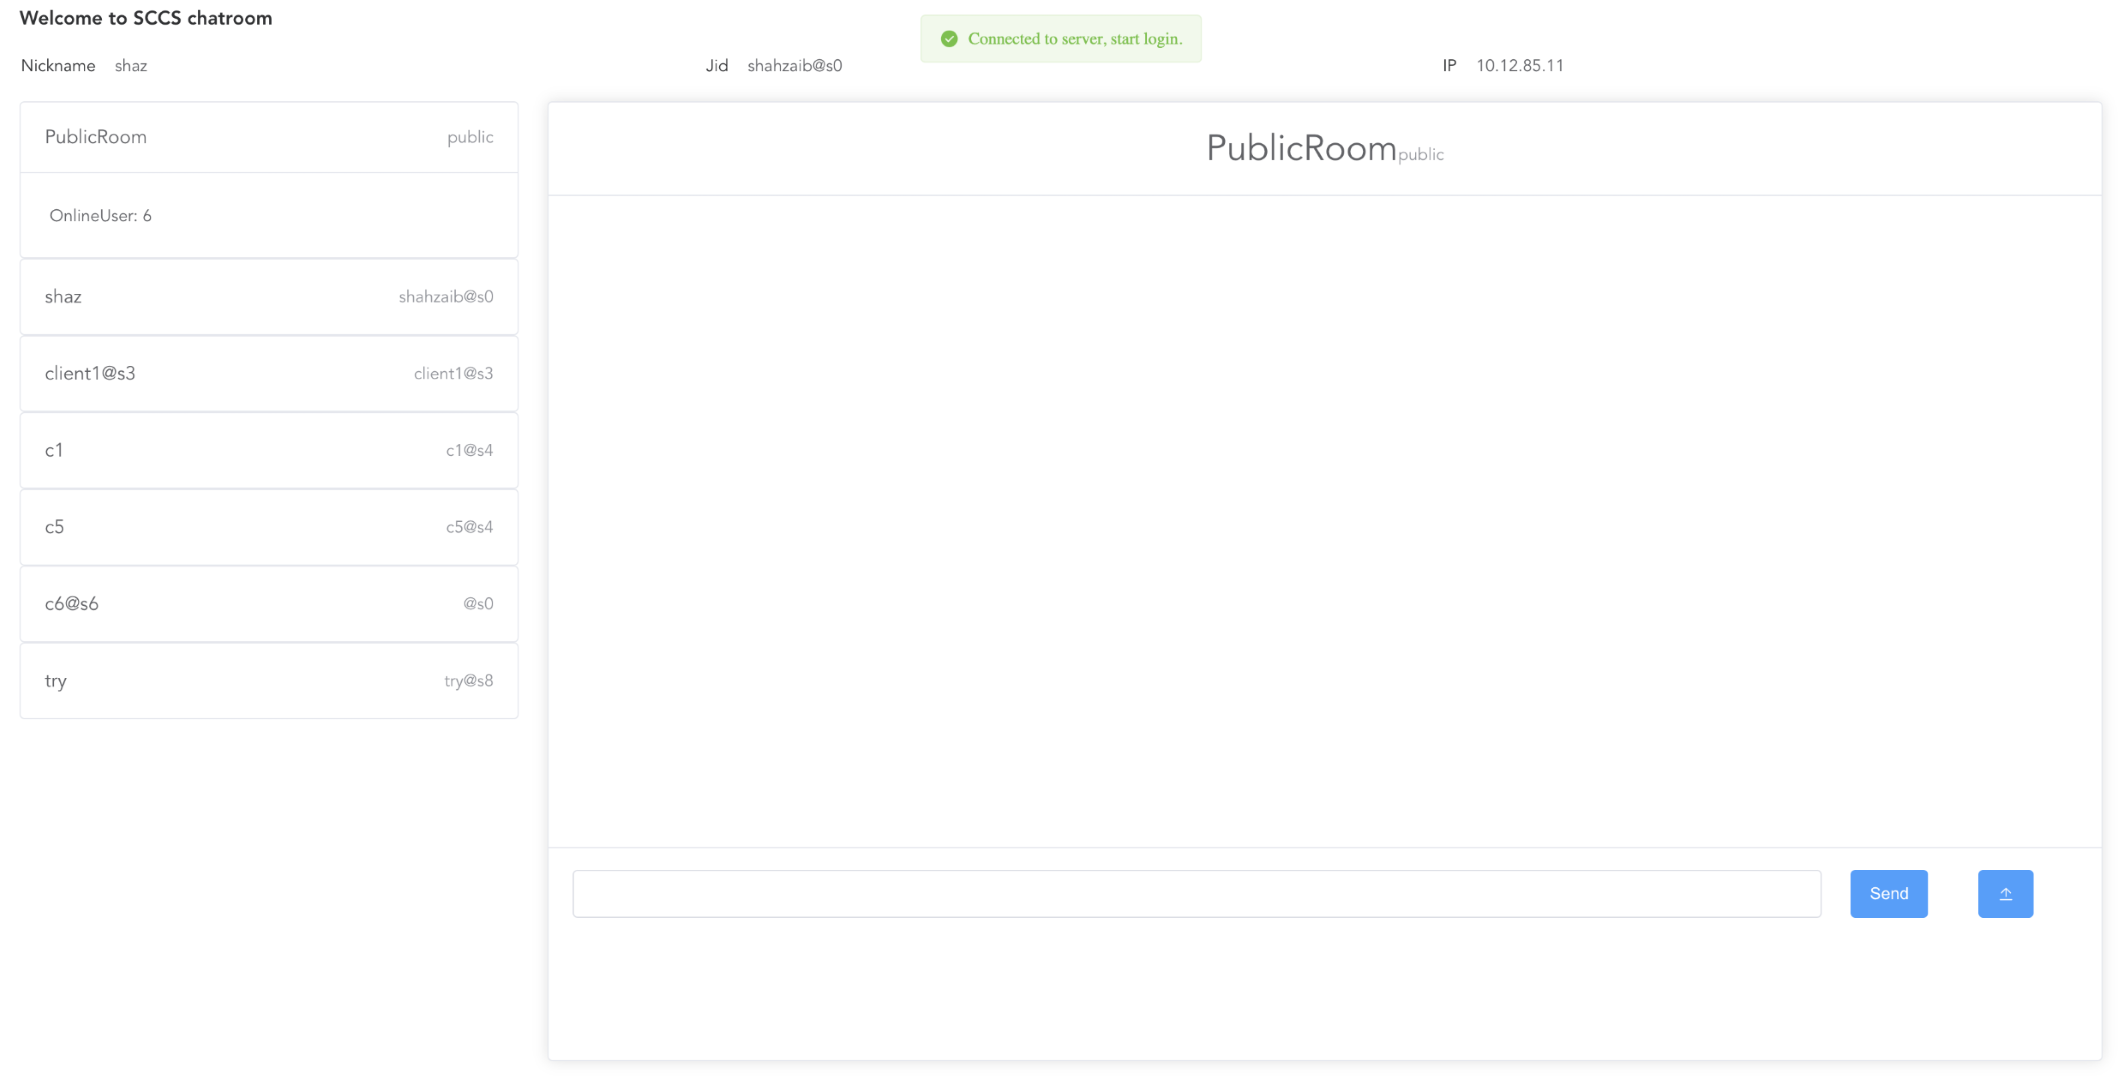 Welcome to SCCS chatroom
Connected to server, start login.
Nickname shaz
Jid shahzaib@s0
IP 10.12.85.11
PublicRoom public
OnlineUser: 6
shaz shahzaib@s0
client1@s3 client1@s3
c1 c1@s4
c5 c5@s4
c6@s6 @s0
try try@s8
PublicRoom public
Send